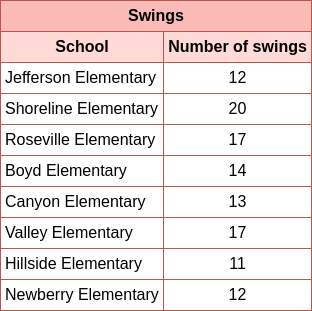 Swings
School Number of swings
Jefferson Elementary 12
Shoreline Elementary 20
Roseville Elementary 17
Boyd Elementary 14
Canyon Elementary 13
Valley Elementary 17
Hillside Elementary 11
Newberry Elementary 12